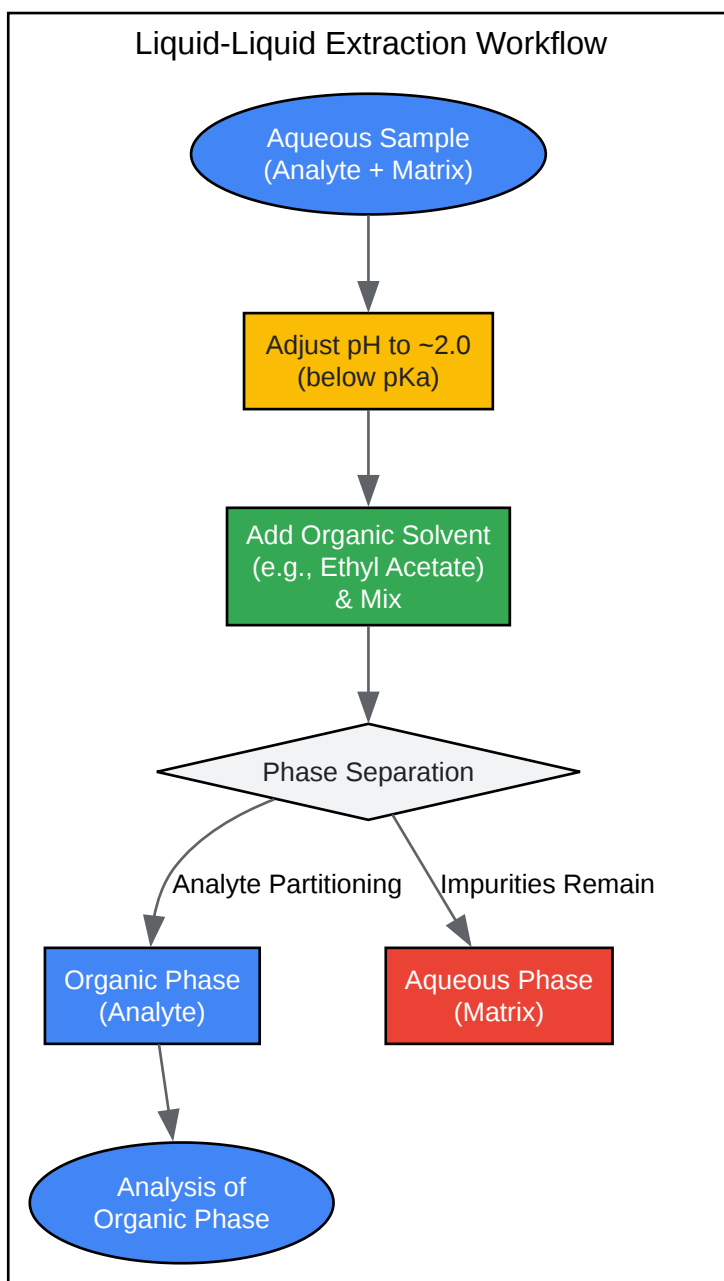 Liquid-Liquid Extraction Workflow
Aqueous Sample
(Analyte + Matrix)
Adjust pH to ~2.0
(below pKa)
Add Organic Solvent
(e.g., Ethyl Acetate)
& Mix
Phase Separation
Analyte Partitioning
Impurities Remain
Organic Phase
(Analyte)
Aqueous Phase
(Matrix)
Analysis of
Organic Phase